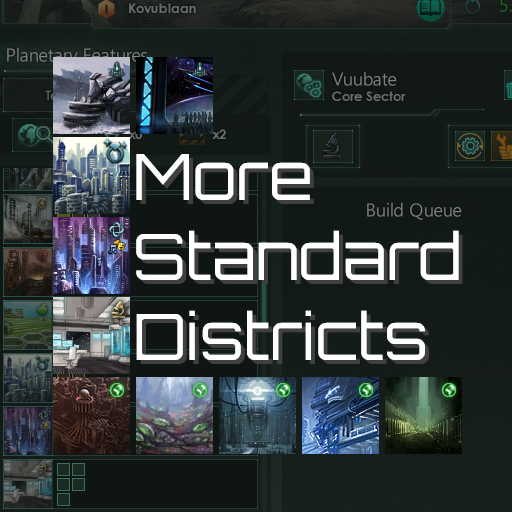 Kovublaan
Planetary Features
Vuubate
Core Sector
x2
More
Build Queue
Standard
Districts